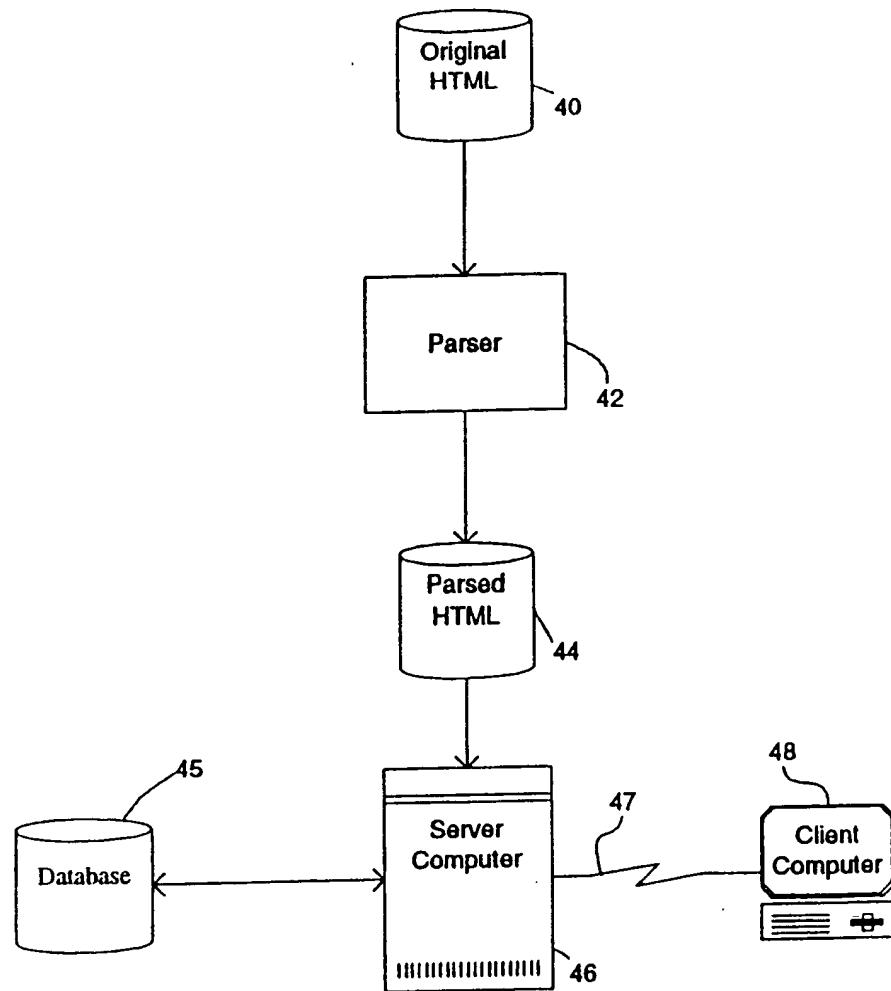 Original
HTML
40
Parser
42
Parsed
HTML
44
45
48
47
Database
Server
Computer
Client
Computer
46